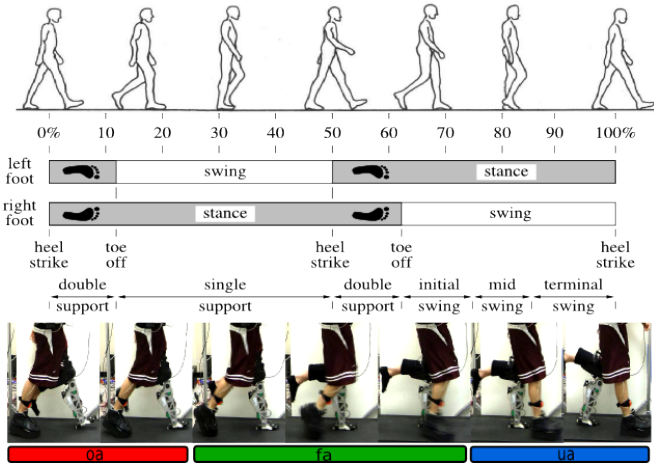 0% 10 20 30 40 50 60 70 80 90 100%
left foot swing stance
right foot stance swing
heel strike toe off heel strike toe off heel strike
double single double initial mid terminal
support support support swing swing swing
oa fa ua